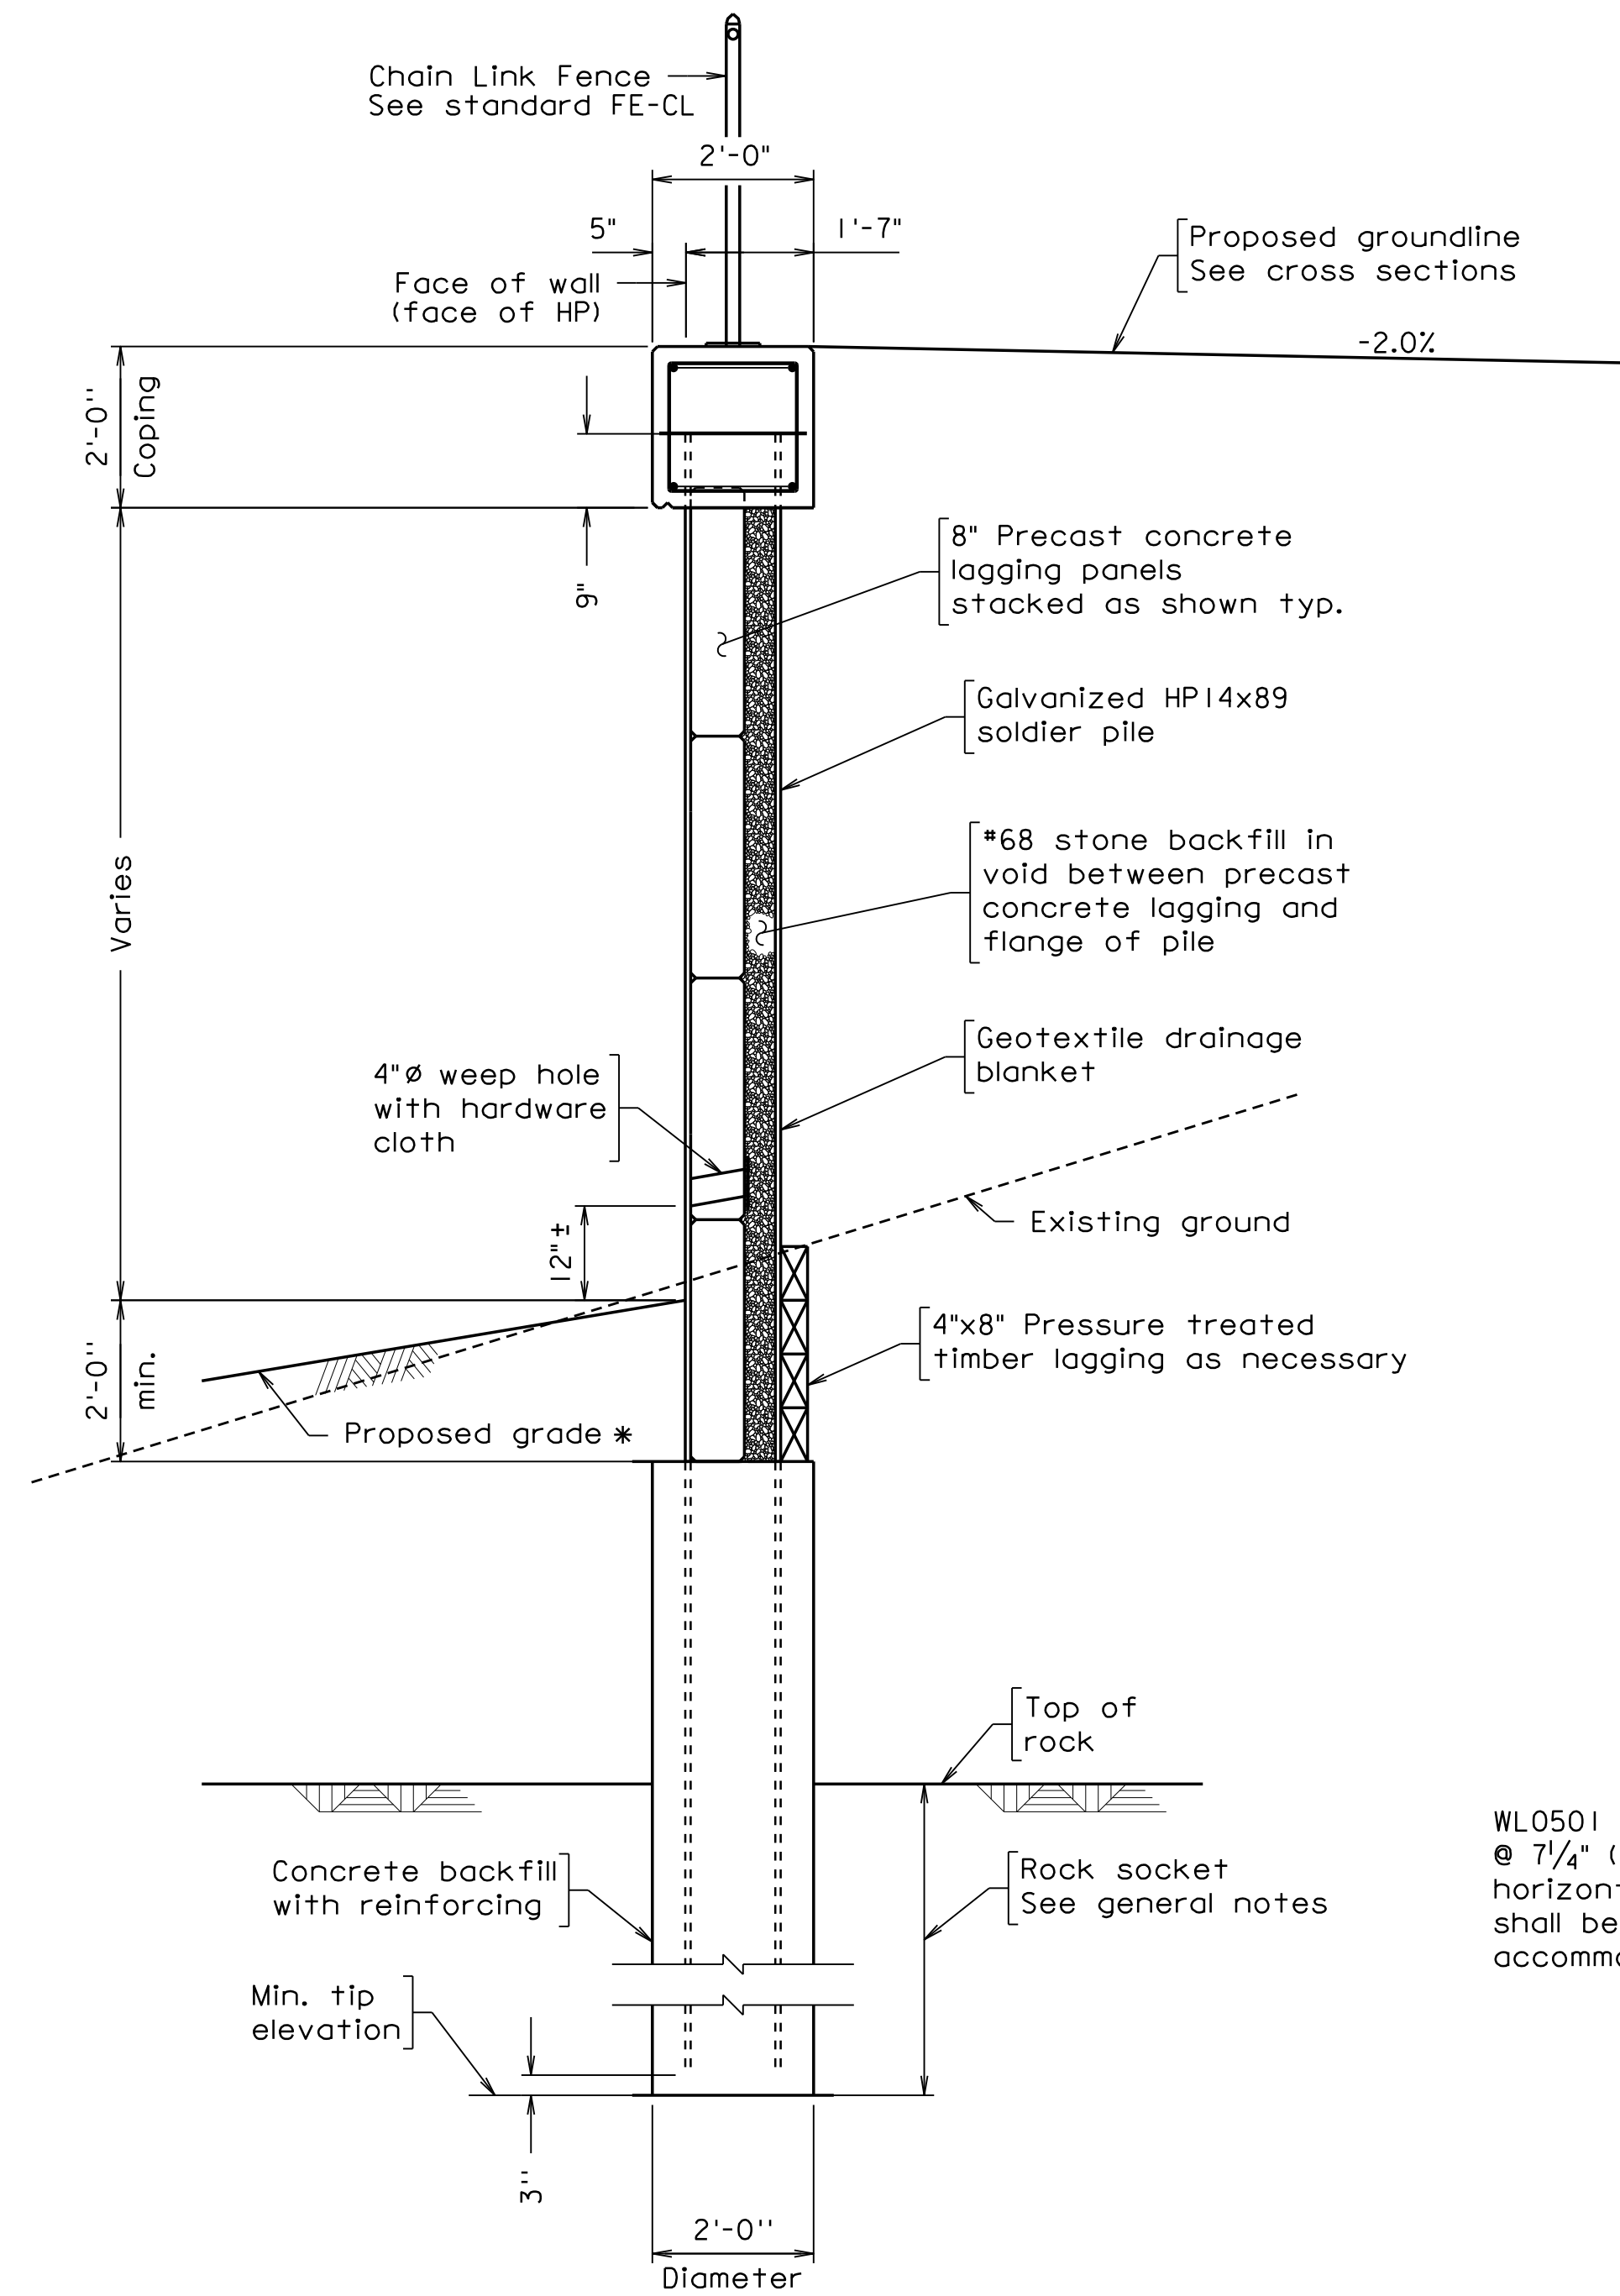 Chain Link Fence
See standard FE-CL
2'-0"
5"
1'-7"
Face of wall
(face of HP)
Proposed groundline
See cross sections
-2.0%
2'-0"
Coping
9"
8" Precast concrete
lagging panels
stacked as shown typ.
Galvanized HP14x89
soldier pile
#68 stone backfill in
void between precast
concrete lagging and
flange of pile
Varies
Geotextile drainage
blanket
4"Ø weep hole
with hardware
cloth
12"±
Existing ground
4"x8" Pressure treated
timber lagging as necessary
2'-0"
min.
Proposed grade *
Top of
rock
Concrete backfill
with reinforcing
Rock socket
See general notes
Min. tip
elevation
3"
2'-0"
Diameter
WL0501
@ 7 1/4" (
horizont
shall be
accommo